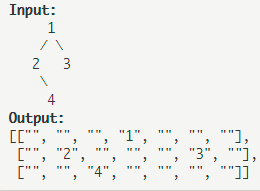 Input:
     1
    / \
   2   3
    \
     4
Output:
[["", "", "", "1", "", "", ""],
 ["", "2", "", "", "", "3", ""],
 ["", "", "4", "", "", "", ""]]